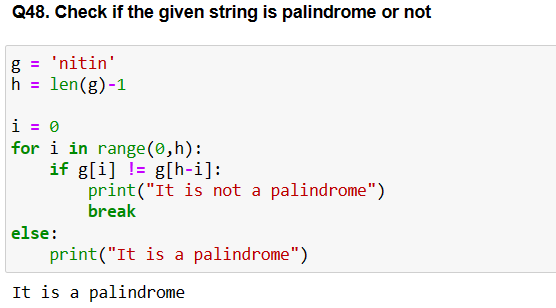 Q48. Check if the given string is palindrome or not
g = 'nitin'
h = len(g)-1
i = 0
for i in range(0,h):
    if g[i] != g[h-i]:
        print("It is not a palindrome")
        break
else:
    print("It is a palindrome")
It is a palindrome